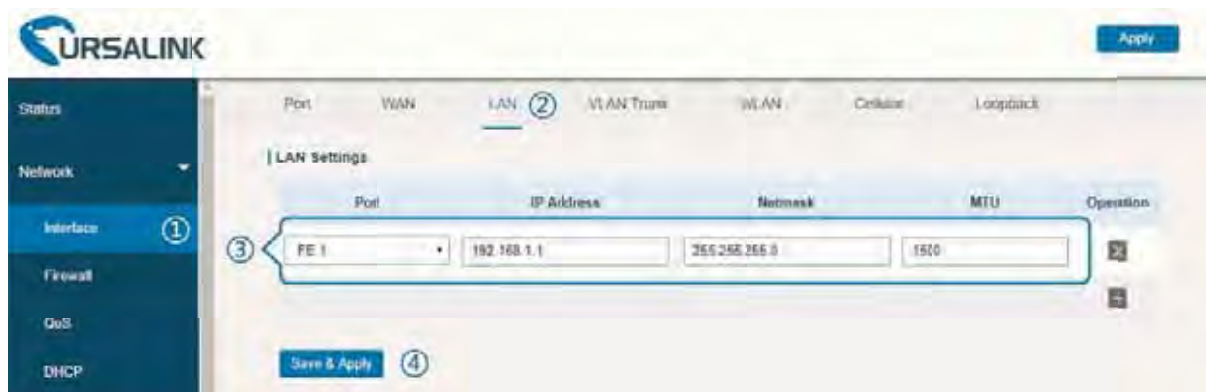 URSALINK
Apply
Status
Port WAN LAN ② VLAN Trunk WLAN Cellular Loopback
LAN Settings
Network
Port IP Address Netmask MTU Operation
Interface ①
③ FE 1 192.168.1.1 255.255.255.0 1500
Firewall
QoS
Save & Apply ④
DHCP